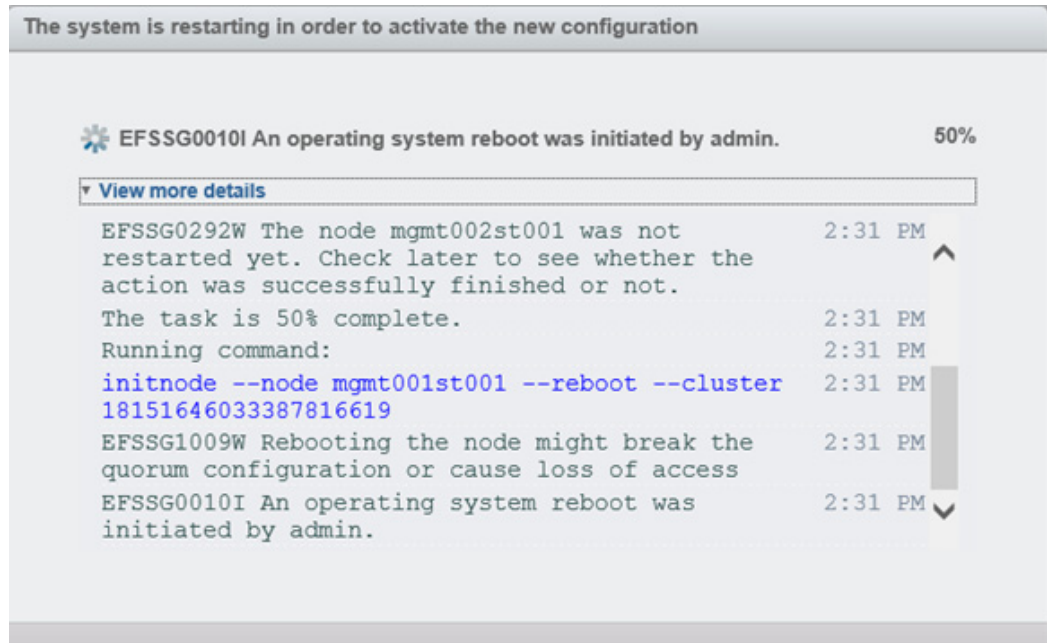 The system is restarting in order to activate the new configuration
EFSSG0010I An operating system reboot was initiated by admin. 50%
View more details
EFSSG0292W The node mgmt002st001 was not 2:31 PM
restarted yet. Check later to see whether the
action was successfully finished or not.
The task is 50% complete. 2:31 PM
Running command: 2:31 PM
initnode --node mgmt001st001 --reboot --cluster 2:31 PM
18151646033387816619
EFSSG1009W Rebooting the node might break the 2:31 PM
quorum configuration or cause loss of access
EFSSG0010I An operating system reboot was 2:31 PM
initiated by admin.